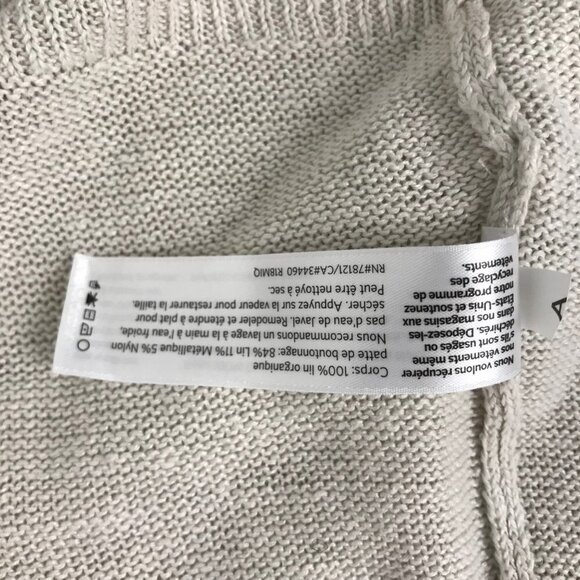 Corps: 100% lin organique
patte de boutonnage: 84% Lin 11% Métallique 5% Nylon
Nous recommandons un lavage à la main à l'eau froide,
pas d'eau de Javel. Remodeler et étendre à plat pour
sécher. Appuyez sur la vapeur pour restaurer la taille.
Peut être nettoyé à sec.
RN#78121/CA#34460 R1BMIQ
Nous voulons récupérer
nos vêtements même
s'ils sont usagés ou
déchirés. Déposez-les
dans nos magasins aux
États-Unis et soutenez
notre programme de
recyclage des
vêtements.
A